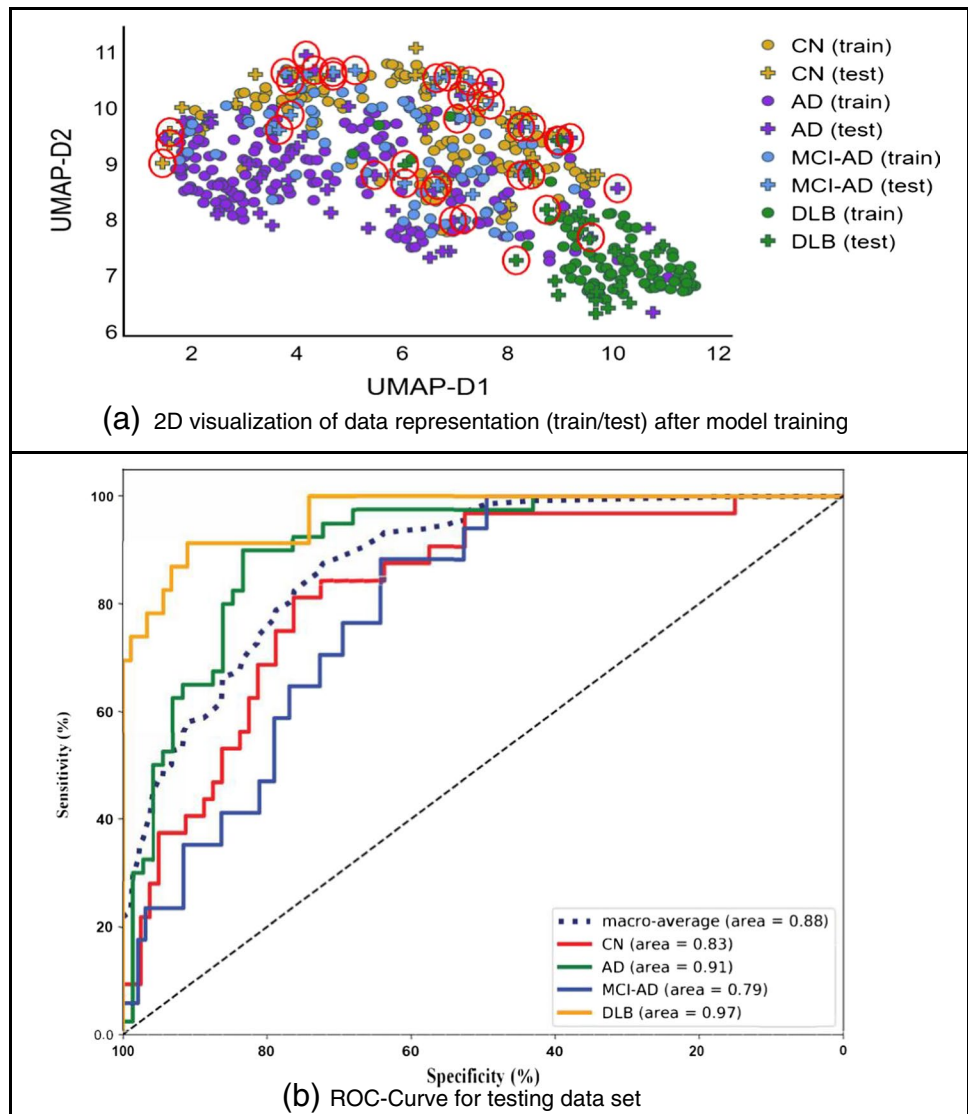 11
10
9
8
7
6
UMAP-D2
2
4
6
8
10
12
UMAP-D1
CN (train)
CN (test)
AD (train)
AD (test)
MCI-AD (train)
MCI-AD (test)
DLB (train)
DLB (test)
(a) 2D visualization of data representation (train/test) after model training
100
80
60
40
20
0.0
Sensitivity (%)
macro-average (area = 0.88)
CN (area = 0.83)
AD (area = 0.91)
MCI-AD (area = 0.79)
DLB (area = 0.97)
100
80
60
40
20
0
Specificity (%)
(b) ROC-Curve for testing data set